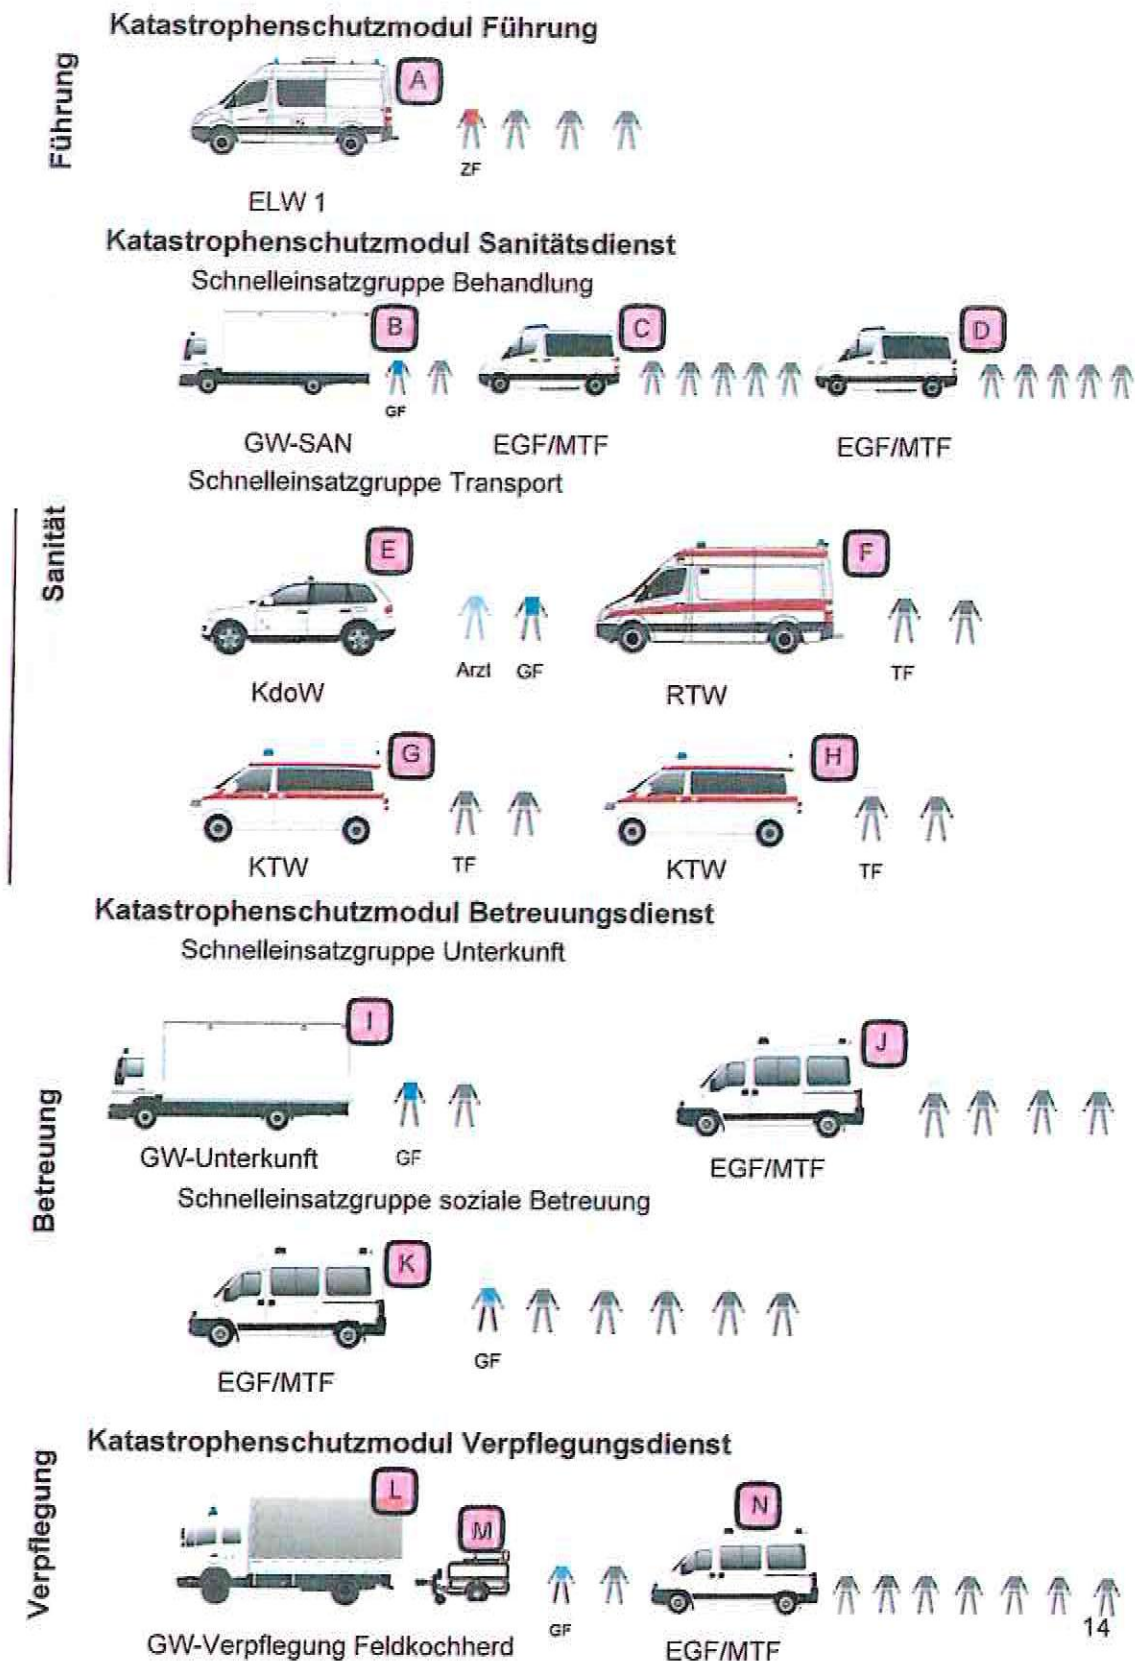 Katastrophenschutzmodul Führung
Führung
A
ZF
ELW 1
Katastrophenschutzmodul Sanitätsdienst
Schnelleinsatzgruppe Behandlung
B
C
D
GF
GW-SAN
EGF/MTF
EGF/MTF
Schnelleinsatzgruppe Transport
Sanität
E
F
Arzt GF
TF
KdoW
RTW
G
H
KTW
TF
KTW
TF
Katastrophenschutzmodul Betreuungsdienst
Schnelleinsatzgruppe Unterkunft
Betreuung
I
J
GW-Unterkunft
GF
EGF/MTF
Schnelleinsatzgruppe soziale Betreuung
K
GF
EGF/MTF
Katastrophenschutzmodul Verpflegungsdienst
Verpflegung
L
M
N
GF
14
GW-Verpflegung Feldkochherd
EGF/MTF